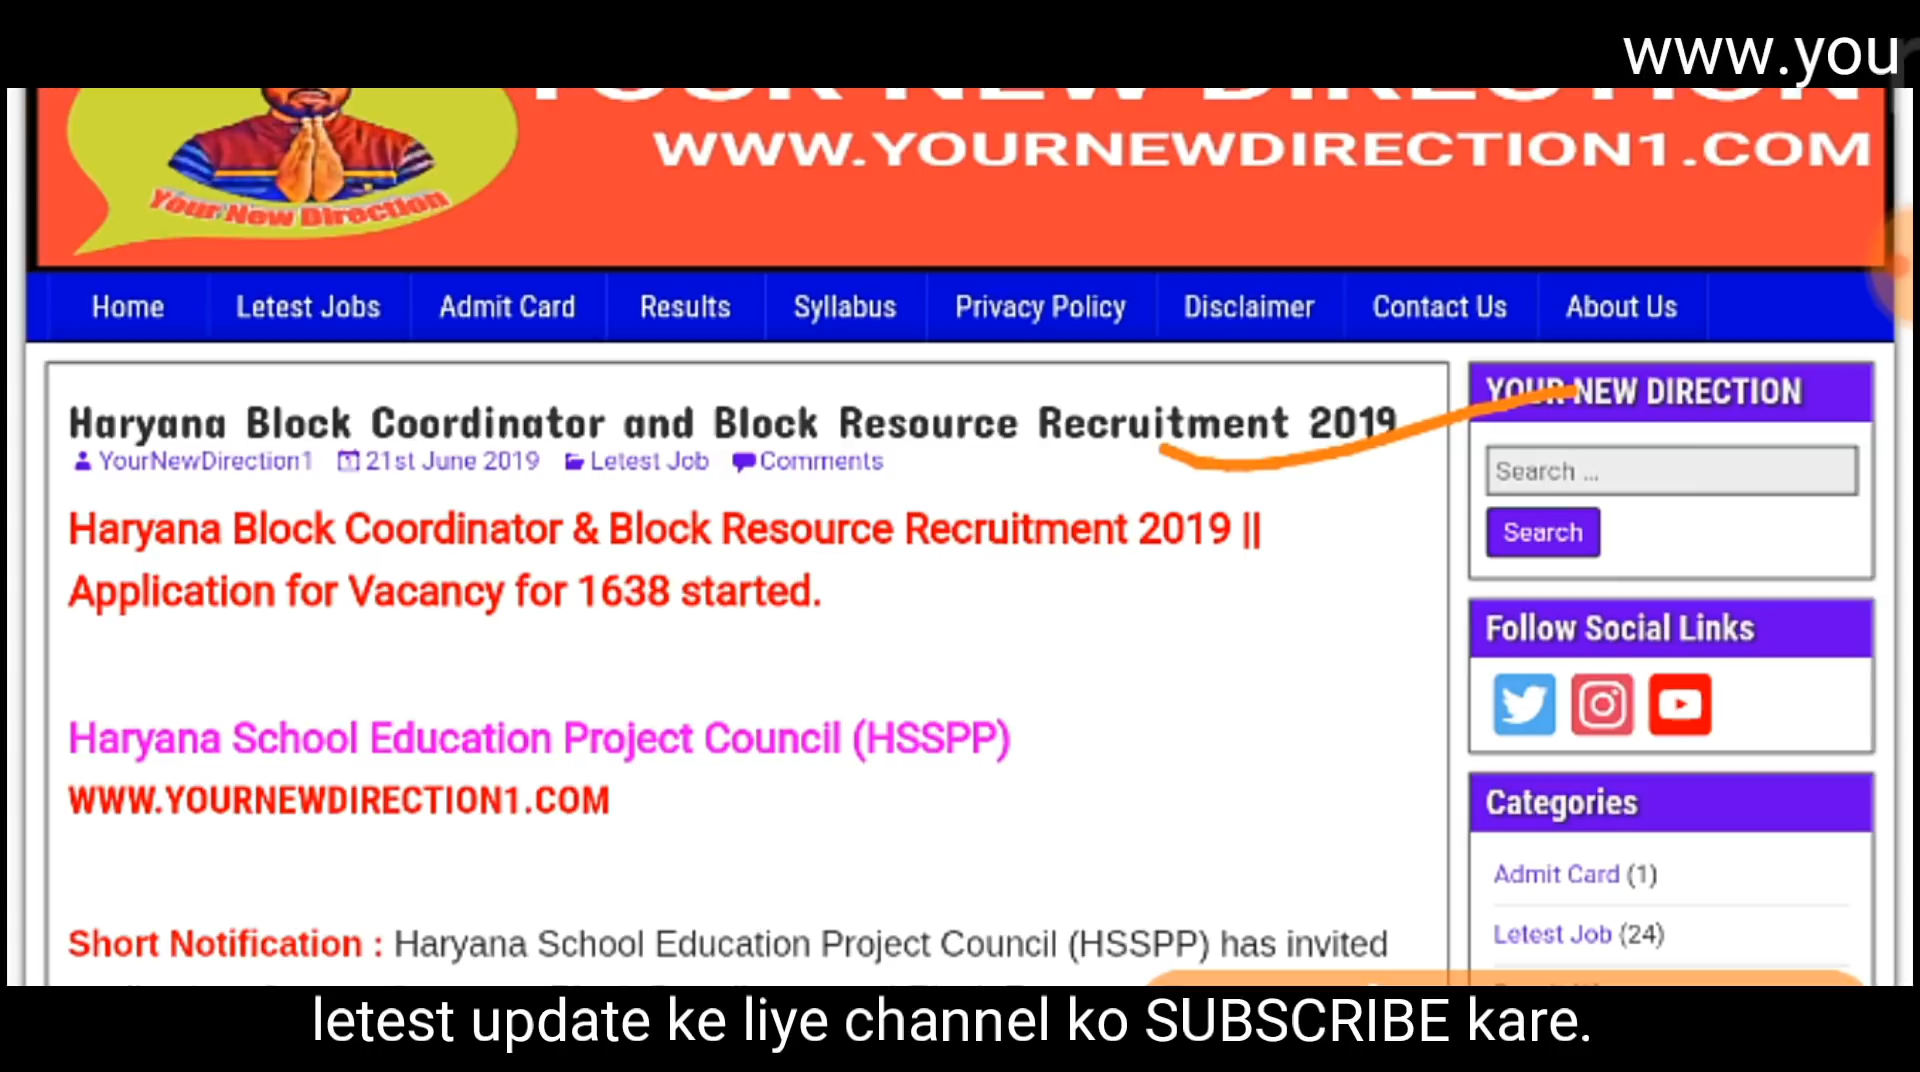 www.you
YOUR NEW DIRECTION
WWW.YOURNEWDIRECTION1.COM
Your New Direction
Home Letest Jobs Admit Card Results Syllabus Privacy Policy Disclaimer Contact Us About Us
Haryana Block Coordinator and Block Resource Recruitment 2019
YourNewDirection1 21st June 2019 Letest Job Comments
Haryana Block Coordinator & Block Resource Recruitment 2019 ||
Application for Vacancy for 1638 started.
Haryana School Education Project Council (HSSPP)
WWW.YOURNEWDIRECTION1.COM
Short Notification : Haryana School Education Project Council (HSSPP) has invited
YOUR NEW DIRECTION
Search ...
Search
Follow Social Links
Categories
Admit Card (1)
Letest Job (24)
letest update ke liye channel ko SUBSCRIBE kare.